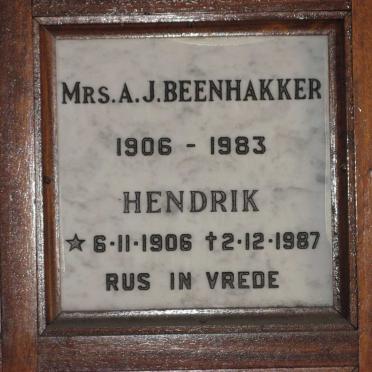 MRS. A. J. BEENHAKKER
1906 - 1983
HENDRIK
☆ 6·11·1906 ✝ 2·12·1987
RUS IN VREDE